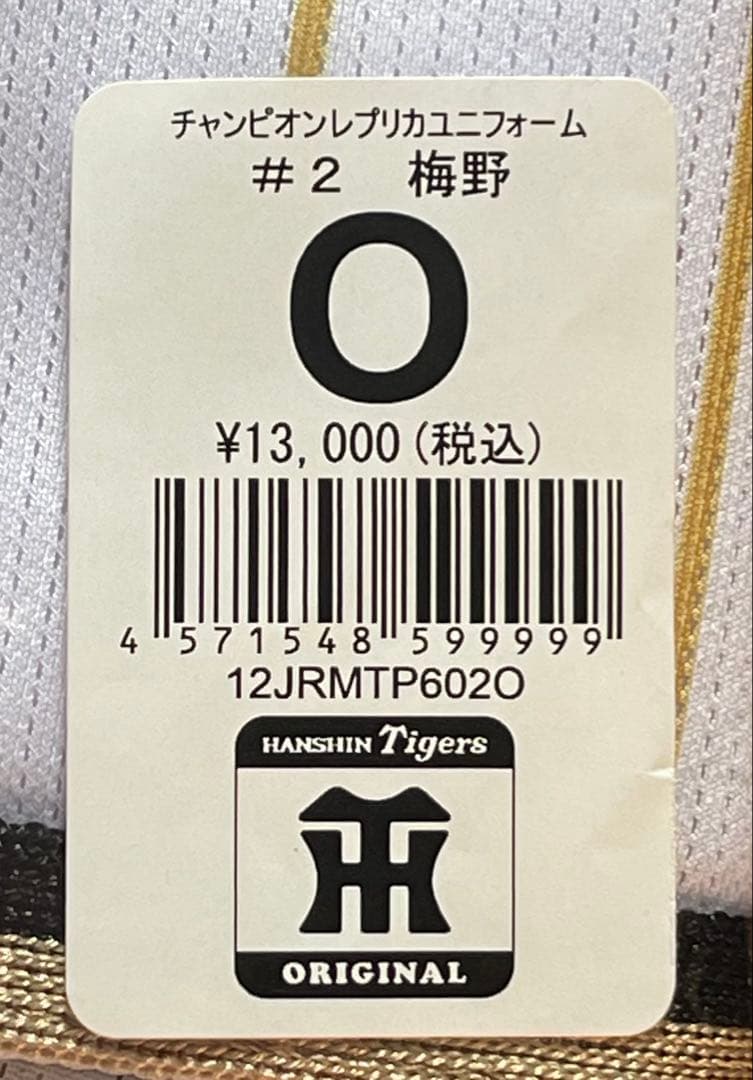 チャンピオンレプリカユニフォーム
#2 梅野
O
¥13,000(税込)
4 571548 599999
12JRMTP602O
HANSHIN Tigers
HT
ORIGINAL